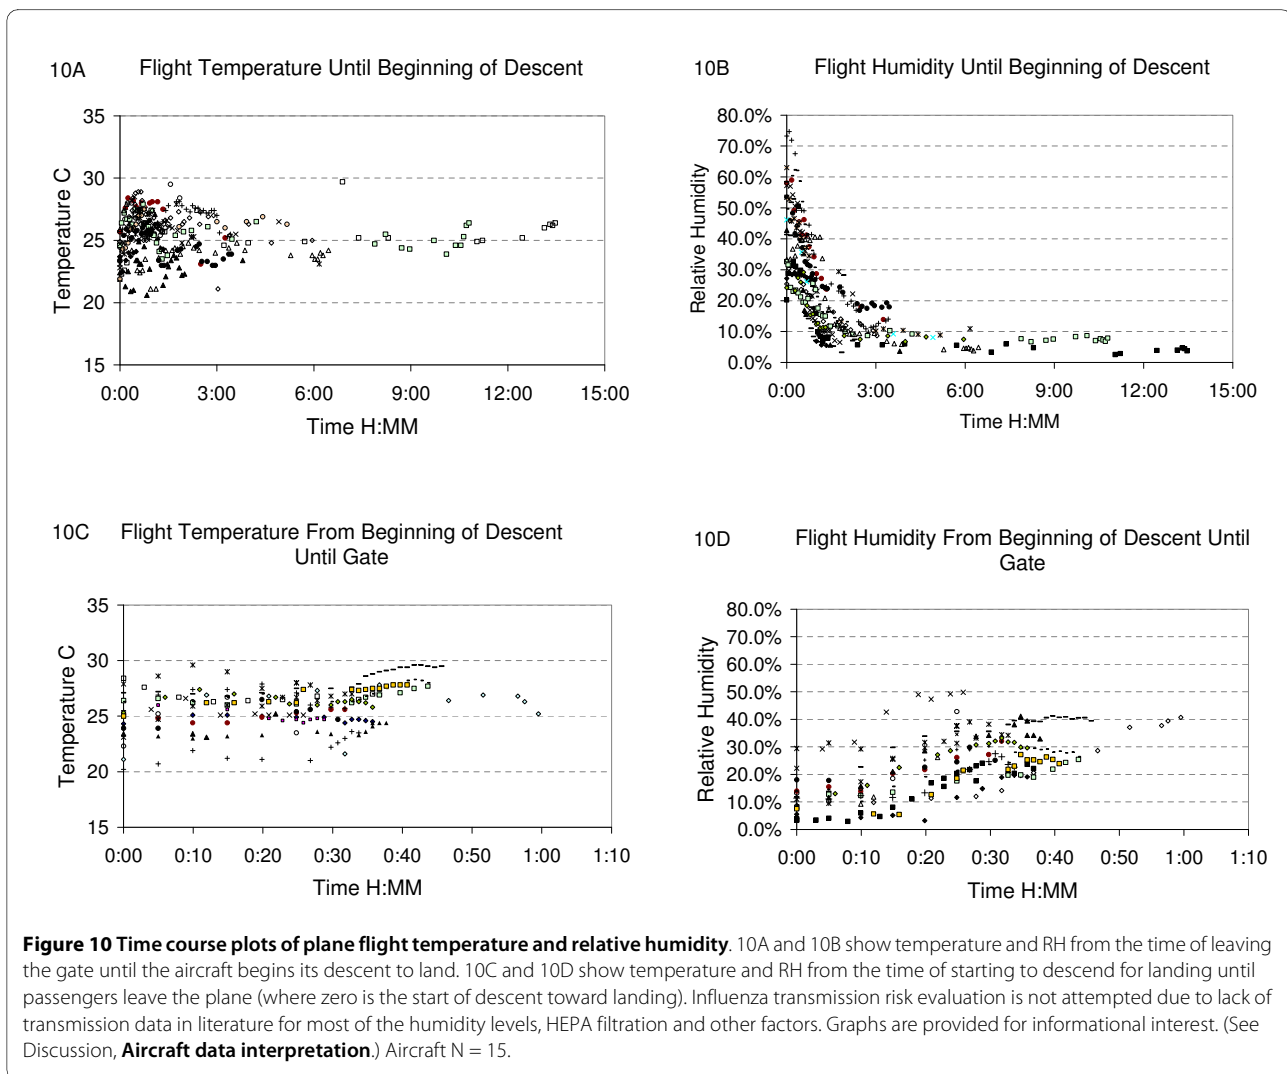 10A Flight Temperature Until Beginning of Descent
35
30
25
20
15
Temperature C
0:00 3:00 6:00 9:00 12:00 15:00
Time H:MM
10B Flight Humidity Until Beginning of Descent
80.0%
70.0%
60.0%
50.0%
40.0%
30.0%
20.0%
10.0%
0.0%
Relative Humidity
0:00 3:00 6:00 9:00 12:00 15:00
Time H:MM
10C Flight Temperature From Beginning of Descent
Until Gate
35
30
25
20
15
Temperature C
0:00 0:10 0:20 0:30 0:40 0:50 1:00 1:10
Time H:MM
10D Flight Humidity From Beginning of Descent Until
Gate
80.0%
70.0%
60.0%
50.0%
40.0%
30.0%
20.0%
10.0%
0.0%
Relative Humidity
0:00 0:10 0:20 0:30 0:40 0:50 1:00 1:10
Time H:MM
Figure 10 Time course plots of plane flight temperature and relative humidity. 10A and 10B show temperature and RH from the time of leaving
the gate until the aircraft begins its descent to land. 10C and 10D show temperature and RH from the time of starting to descend for landing until
passengers leave the plane (where zero is the start of descent toward landing). Influenza transmission risk evaluation is not attempted due to lack of
transmission data in literature for most of the humidity levels, HEPA filtration and other factors. Graphs are provided for informational interest. (See
Discussion, Aircraft data interpretation.) Aircraft N = 15.